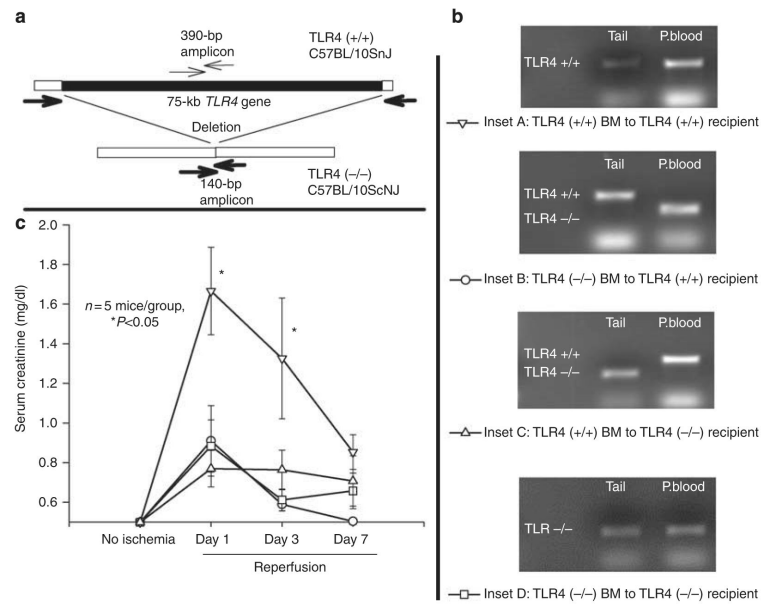 a
390-bp
amplicon
TLR4 (+/+)
C57BL/10SnJ
75-kb TLR4 gene
Deletion
140-bp
amplicon
TLR4 (–/–)
C57BL/10ScNJ
b
Tail P.blood
TLR4 +/+
Inset A: TLR4 (+/+) BM to TLR4 (+/+) recipient
Tail P.blood
TLR4 +/+
TLR4 –/–
Inset B: TLR4 (–/–) BM to TLR4 (+/+) recipient
Tail P.blood
TLR4 +/+
TLR4 –/–
Inset C: TLR4 (+/+) BM to TLR4 (–/–) recipient
Tail P.blood
TLR –/–
Inset D: TLR4 (–/–) BM to TLR4 (–/–) recipient
c
Serum creatinine (mg/dl)
2.0
1.8
1.6
1.4
1.2
1.0
0.8
0.6
n = 5 mice/group,
*P<0.05
*
*
No ischemia Day 1 Day 3 Day 7
Reperfusion